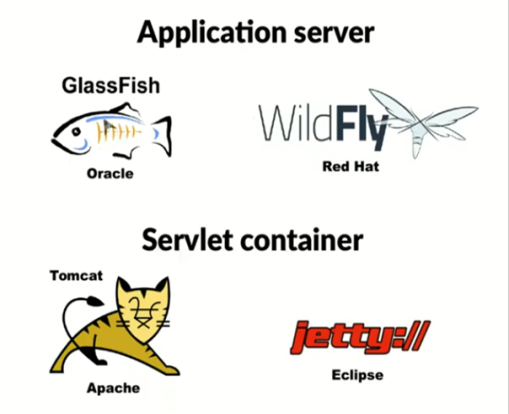 Application server
GlassFish
Oracle
WildFly
Red Hat
Servlet container
Tomcat
Apache
jetty://
Eclipse